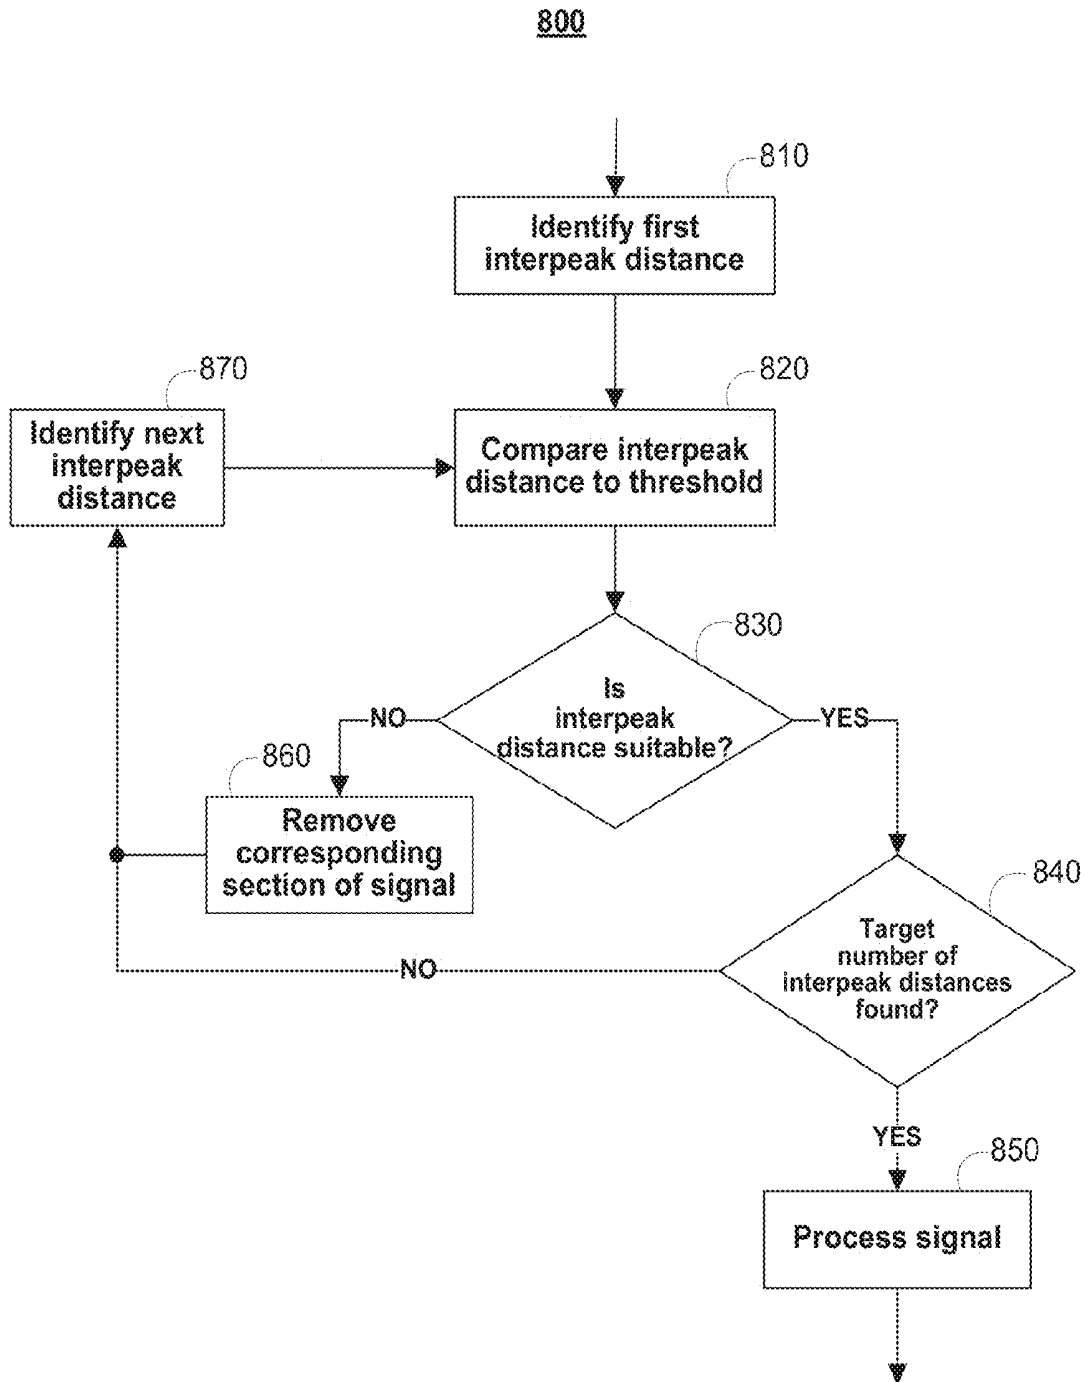 800
810
Identify first
interpeak distance
870
Identify next
interpeak
distance
820
Compare interpeak
distance to threshold
830
Is
interpeak
distance suitable?
NO
YES
860
Remove
corresponding
section of signal
840
Target
number of
interpeak distances
found?
NO
YES
850
Process signal